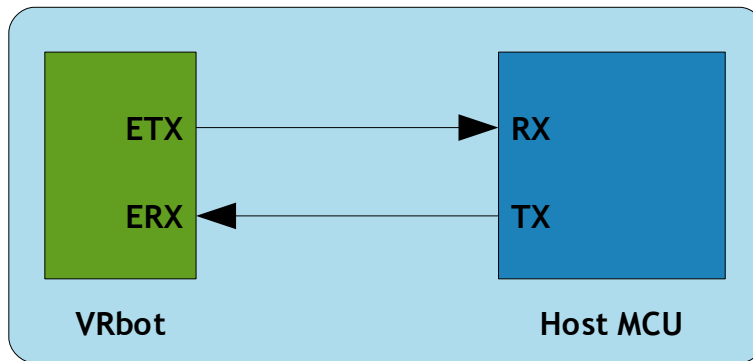 ETX
RX
ERX
TX
VRbot
Host MCU